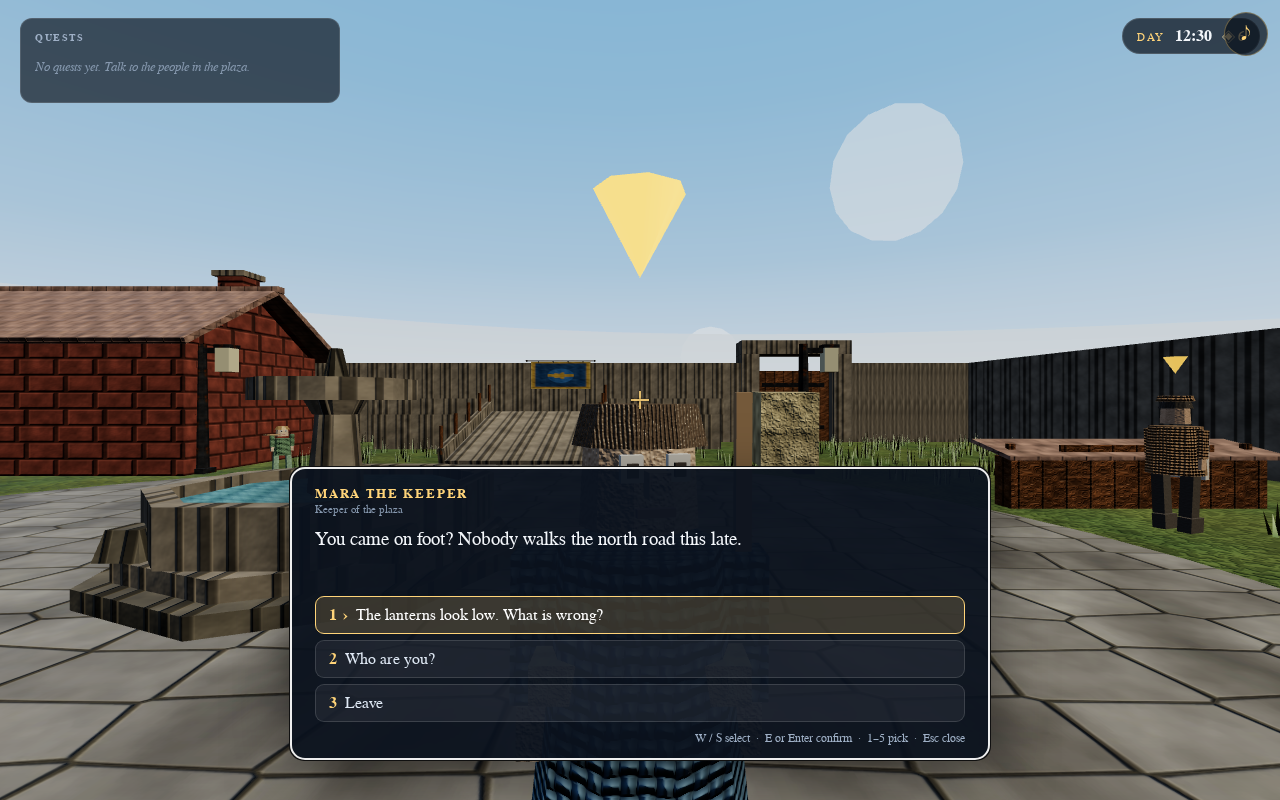 QUESTS
No quests yet. Talk to the people in the plaza.
DAY 12:30
MARA THE KEEPER
Keeper of the plaza
You came on foot? Nobody walks the north road this late.
1 › The lanterns look low. What is wrong?
2 Who are you?
3 Leave
W / S select · E or Enter confirm · 1–5 pick · Esc close